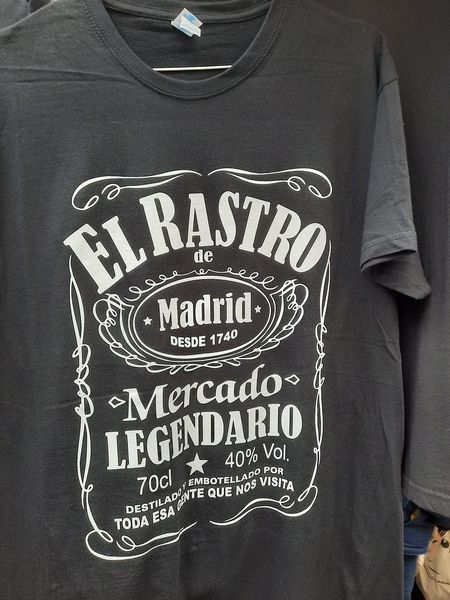 EL RASTRO
de
Madrid
DESDE 1740
Mercado
LEGENDARIO
70cl 40% Vol.
DESTILADO Y EMBOTELLADO POR
TODA ESA GENTE QUE NOS VISITA